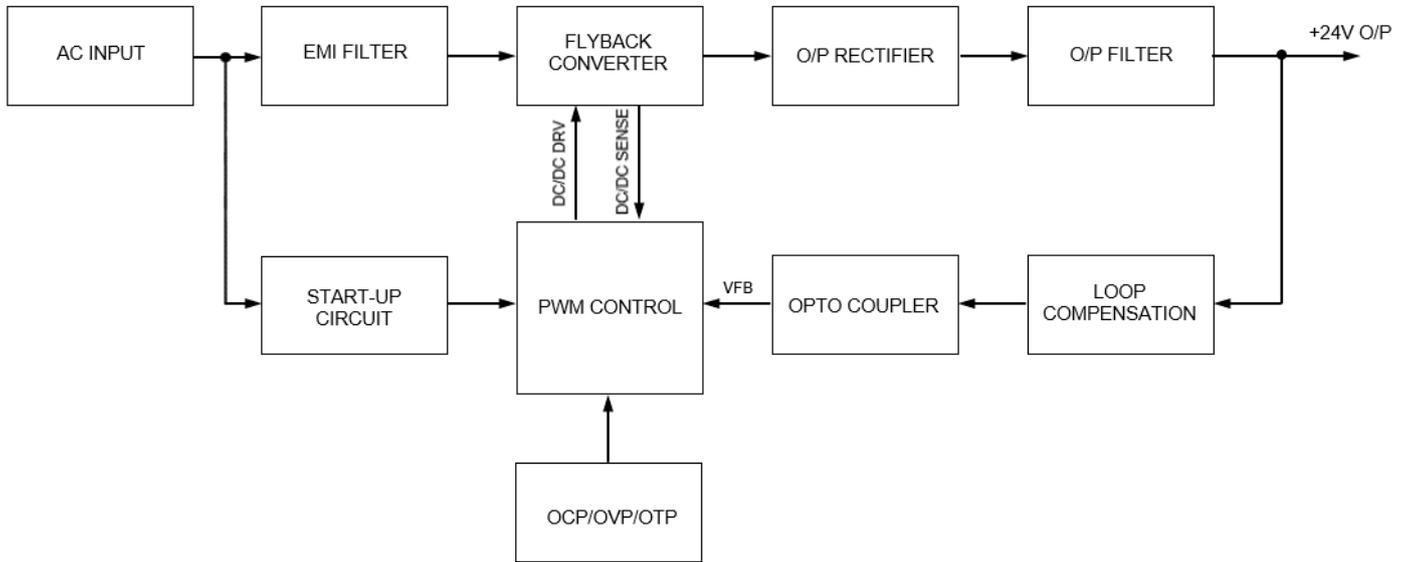 AC INPUT
EMI FILTER
FLYBACK
CONVERTER
O/P RECTIFIER
O/P FILTER
+24V O/P
DC/DC DRV
DC/DC SENSE
START-UP
CIRCUIT
PWM CONTROL
VFB
OPTO COUPLER
LOOP
COMPENSATION
OCP/OVP/OTP